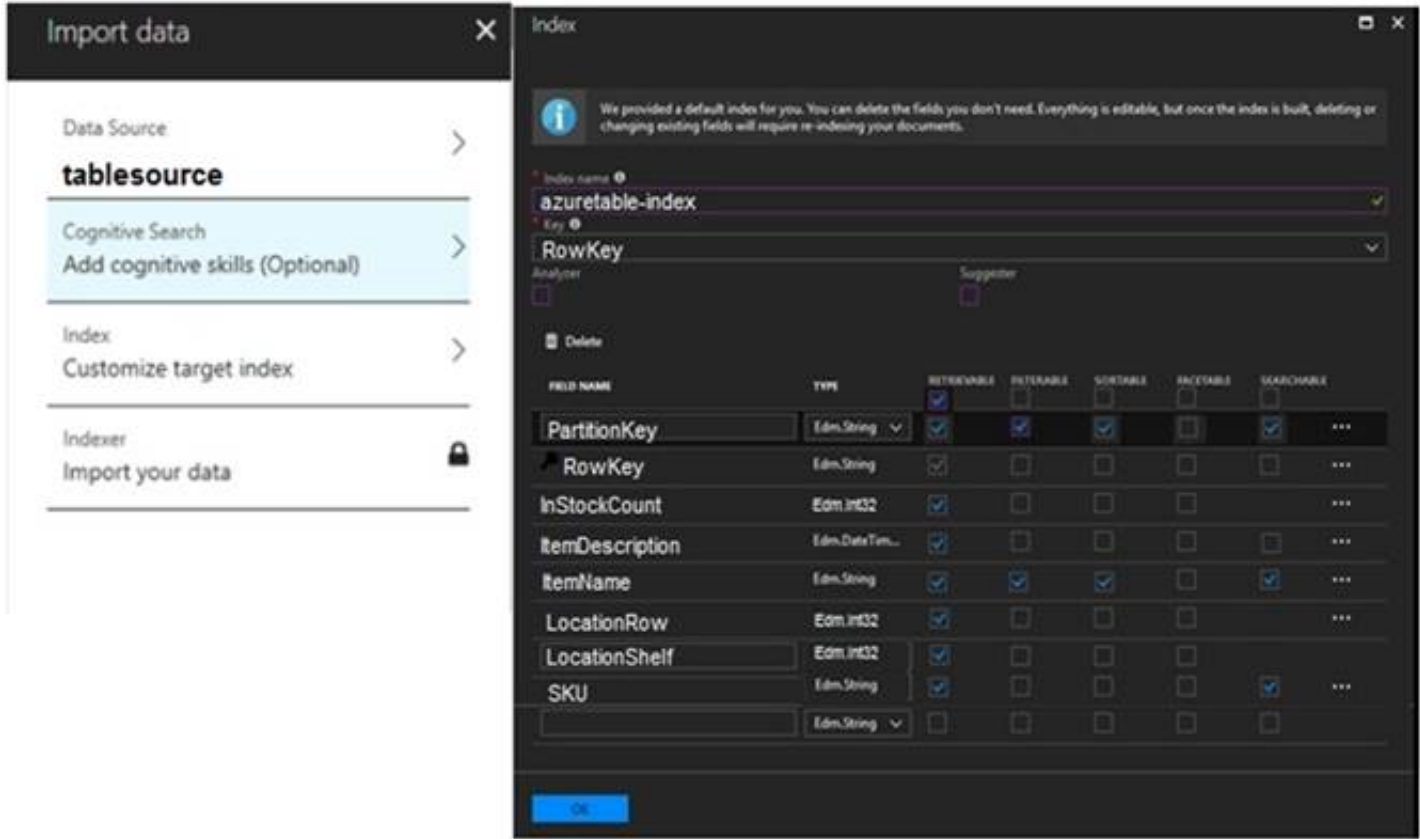 Import data
Data Source
tablesource
Cognitive Search
Add cognitive skills (Optional)
Index
Customize target index
Indexer
Import your data
Index
We provided a default index for you. You can delete the fields you don't need. Everything is editable, but once the index is built, deleting or
changing existing fields will require re-indexing your documents.
* Index name
azuretable-index
* Key
RowKey
Analyzer Suggester
Delete
FIELD NAME TYPE RETRIEVABLE FILTERABLE SORTABLE FACETABLE SEARCHABLE
PartitionKey Edm.String ...
RowKey Edm.String ...
InStockCount Edm.Int32 ...
ItemDescription Edm.DateTim... ...
ItemName Edm.String ...
LocationRow Edm.Int32 ...
LocationShelf Edm.Int32
SKU Edm.String ...
Edm.String
OK